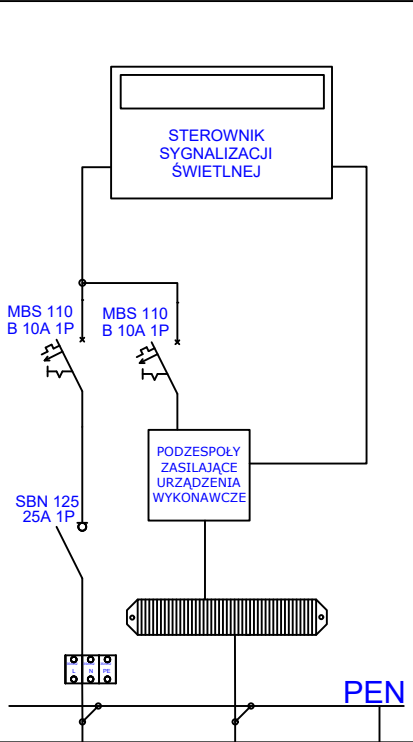 STEROWNIK
SYGNALIZACJI
ŚWIETLNEJ
MBS 110
B 10A 1P
MBS 110
B 10A 1P
PODZESPOŁY
ZASILAJĄCE
URZĄDZENIA
WYKONAWCZE
SBN 125
25A 1P
L N PE
PEN